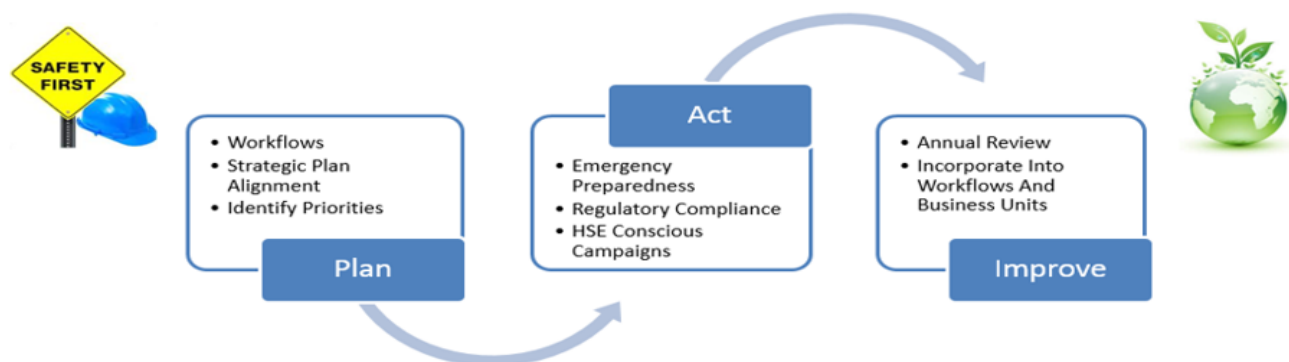 SAFETY
FIRST
• Workflows
• Strategic Plan
Alignment
• Identify Priorities
Plan
Act
• Emergency
Preparedness
• Regulatory Compliance
• HSE Conscious
Campaigns
• Annual Review
• Incorporate Into
Workflows And
Business Units
Improve